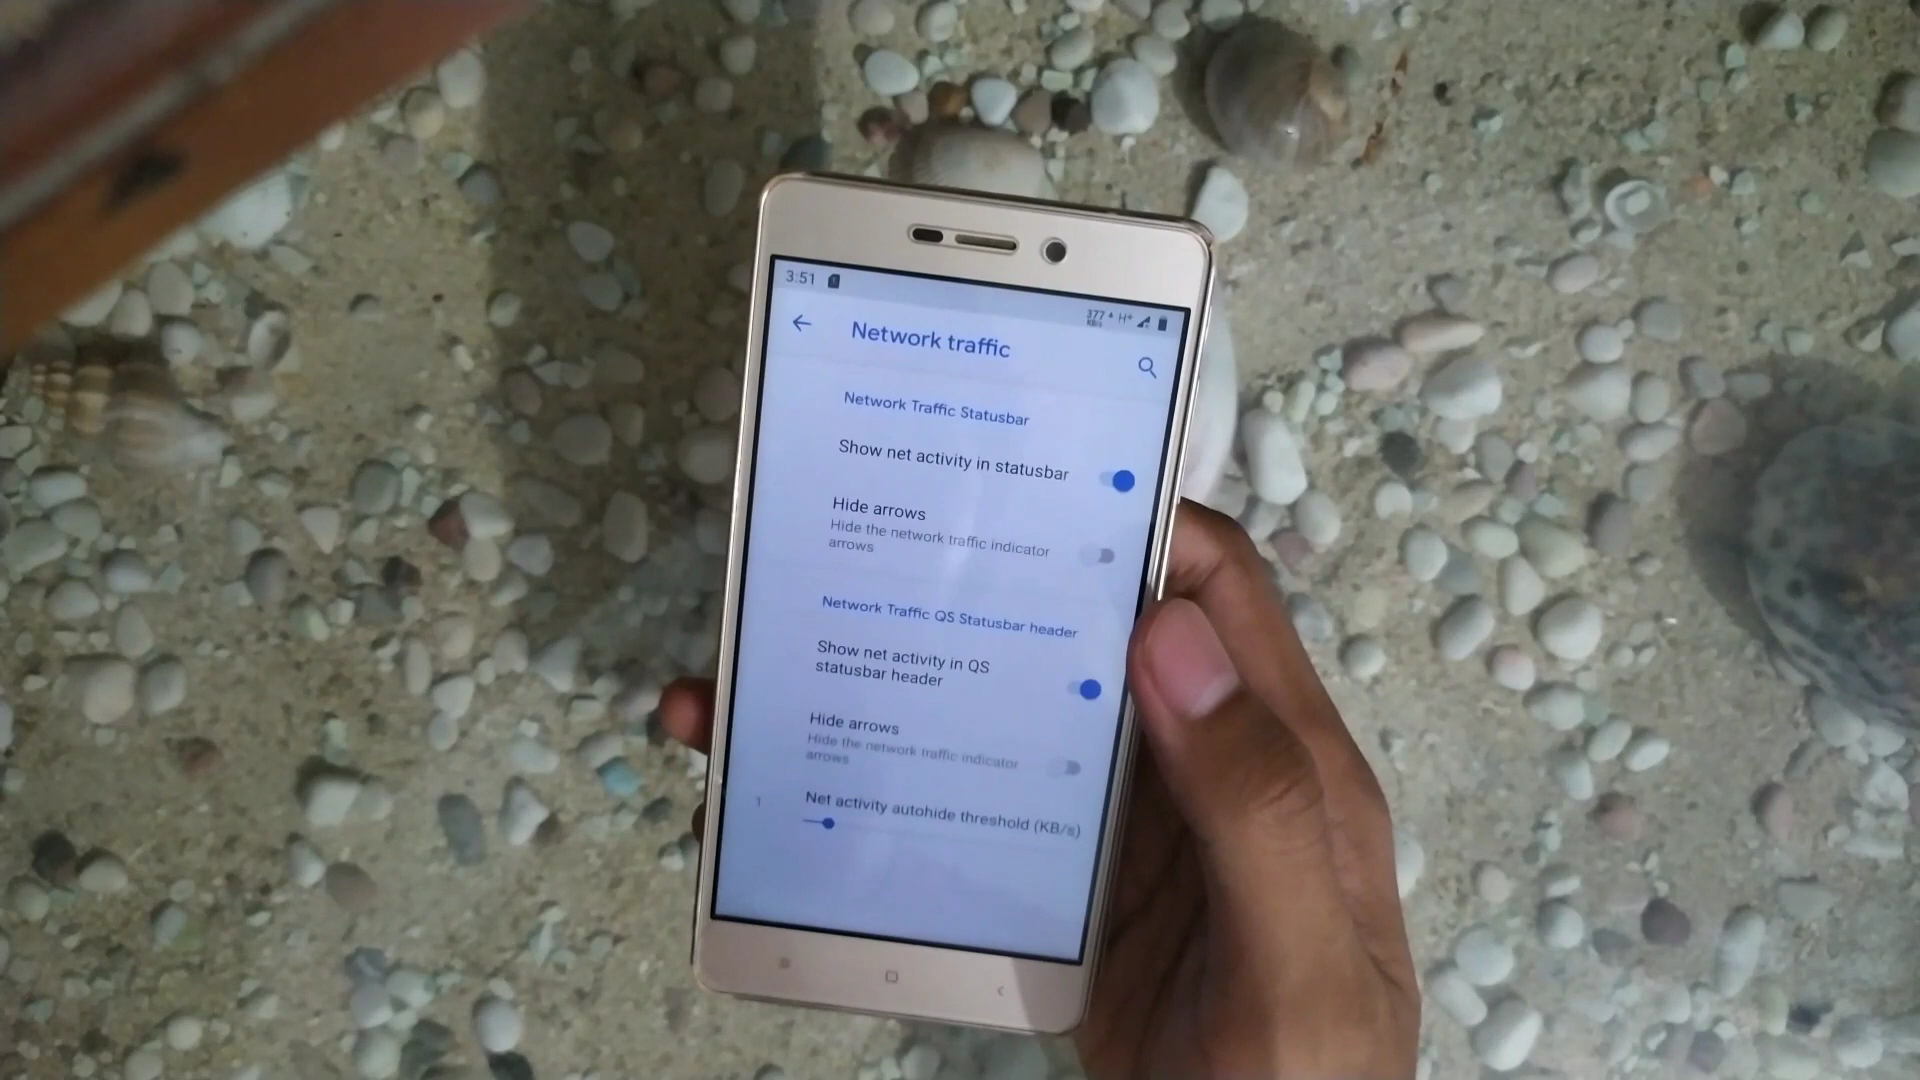 3:51
377
KB/s
H+
Network traffic
Network Traffic Statusbar
Show net activity in statusbar
Hide arrows
Hide the network traffic indicator
arrows
Network Traffic QS Statusbar header
Show net activity in QS
statusbar header
Hide arrows
Hide the network traffic indicator
arrows
1
Net activity autohide threshold (KB/s)